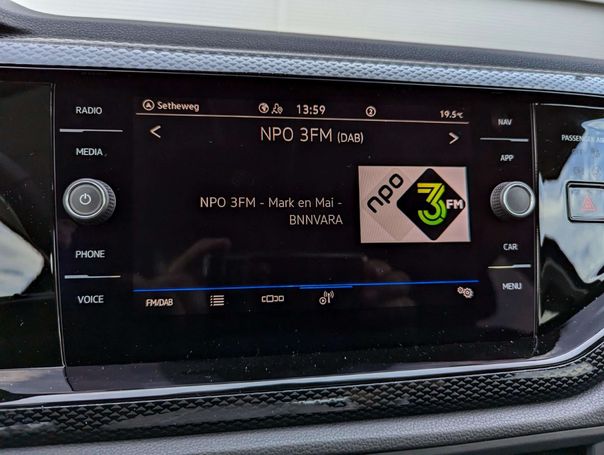 RADIO
MEDIA
PHONE
VOICE
Setheweg
13:59
2
19.5°C
NPO 3FM (DAB)
NPO 3FM - Mark en Mai -
BNNVARA
npo
3FM
FM/DAB
NAV
APP
CAR
MENU
PASSENGER